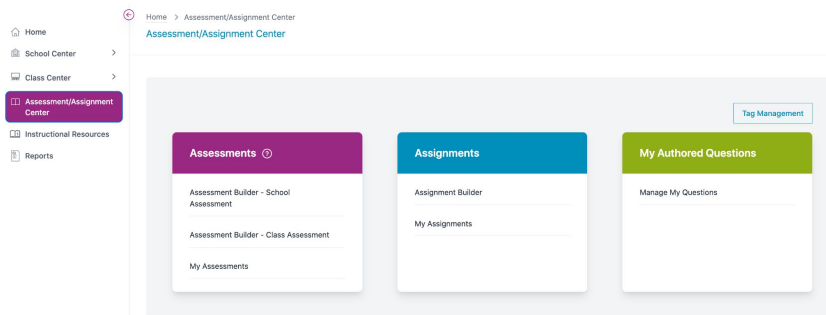 Home
School Center
Class Center
Assessment/Assignment
Center
Instructional Resources
Reports
Home > Assessment/Assignment Center
Assessment/Assignment Center
Tag Management
Assessments ?
Assessment Builder - School
Assessment
Assessment Builder - Class Assessment
My Assessments
Assignments
Assignment Builder
My Assignments
My Authored Questions
Manage My Questions